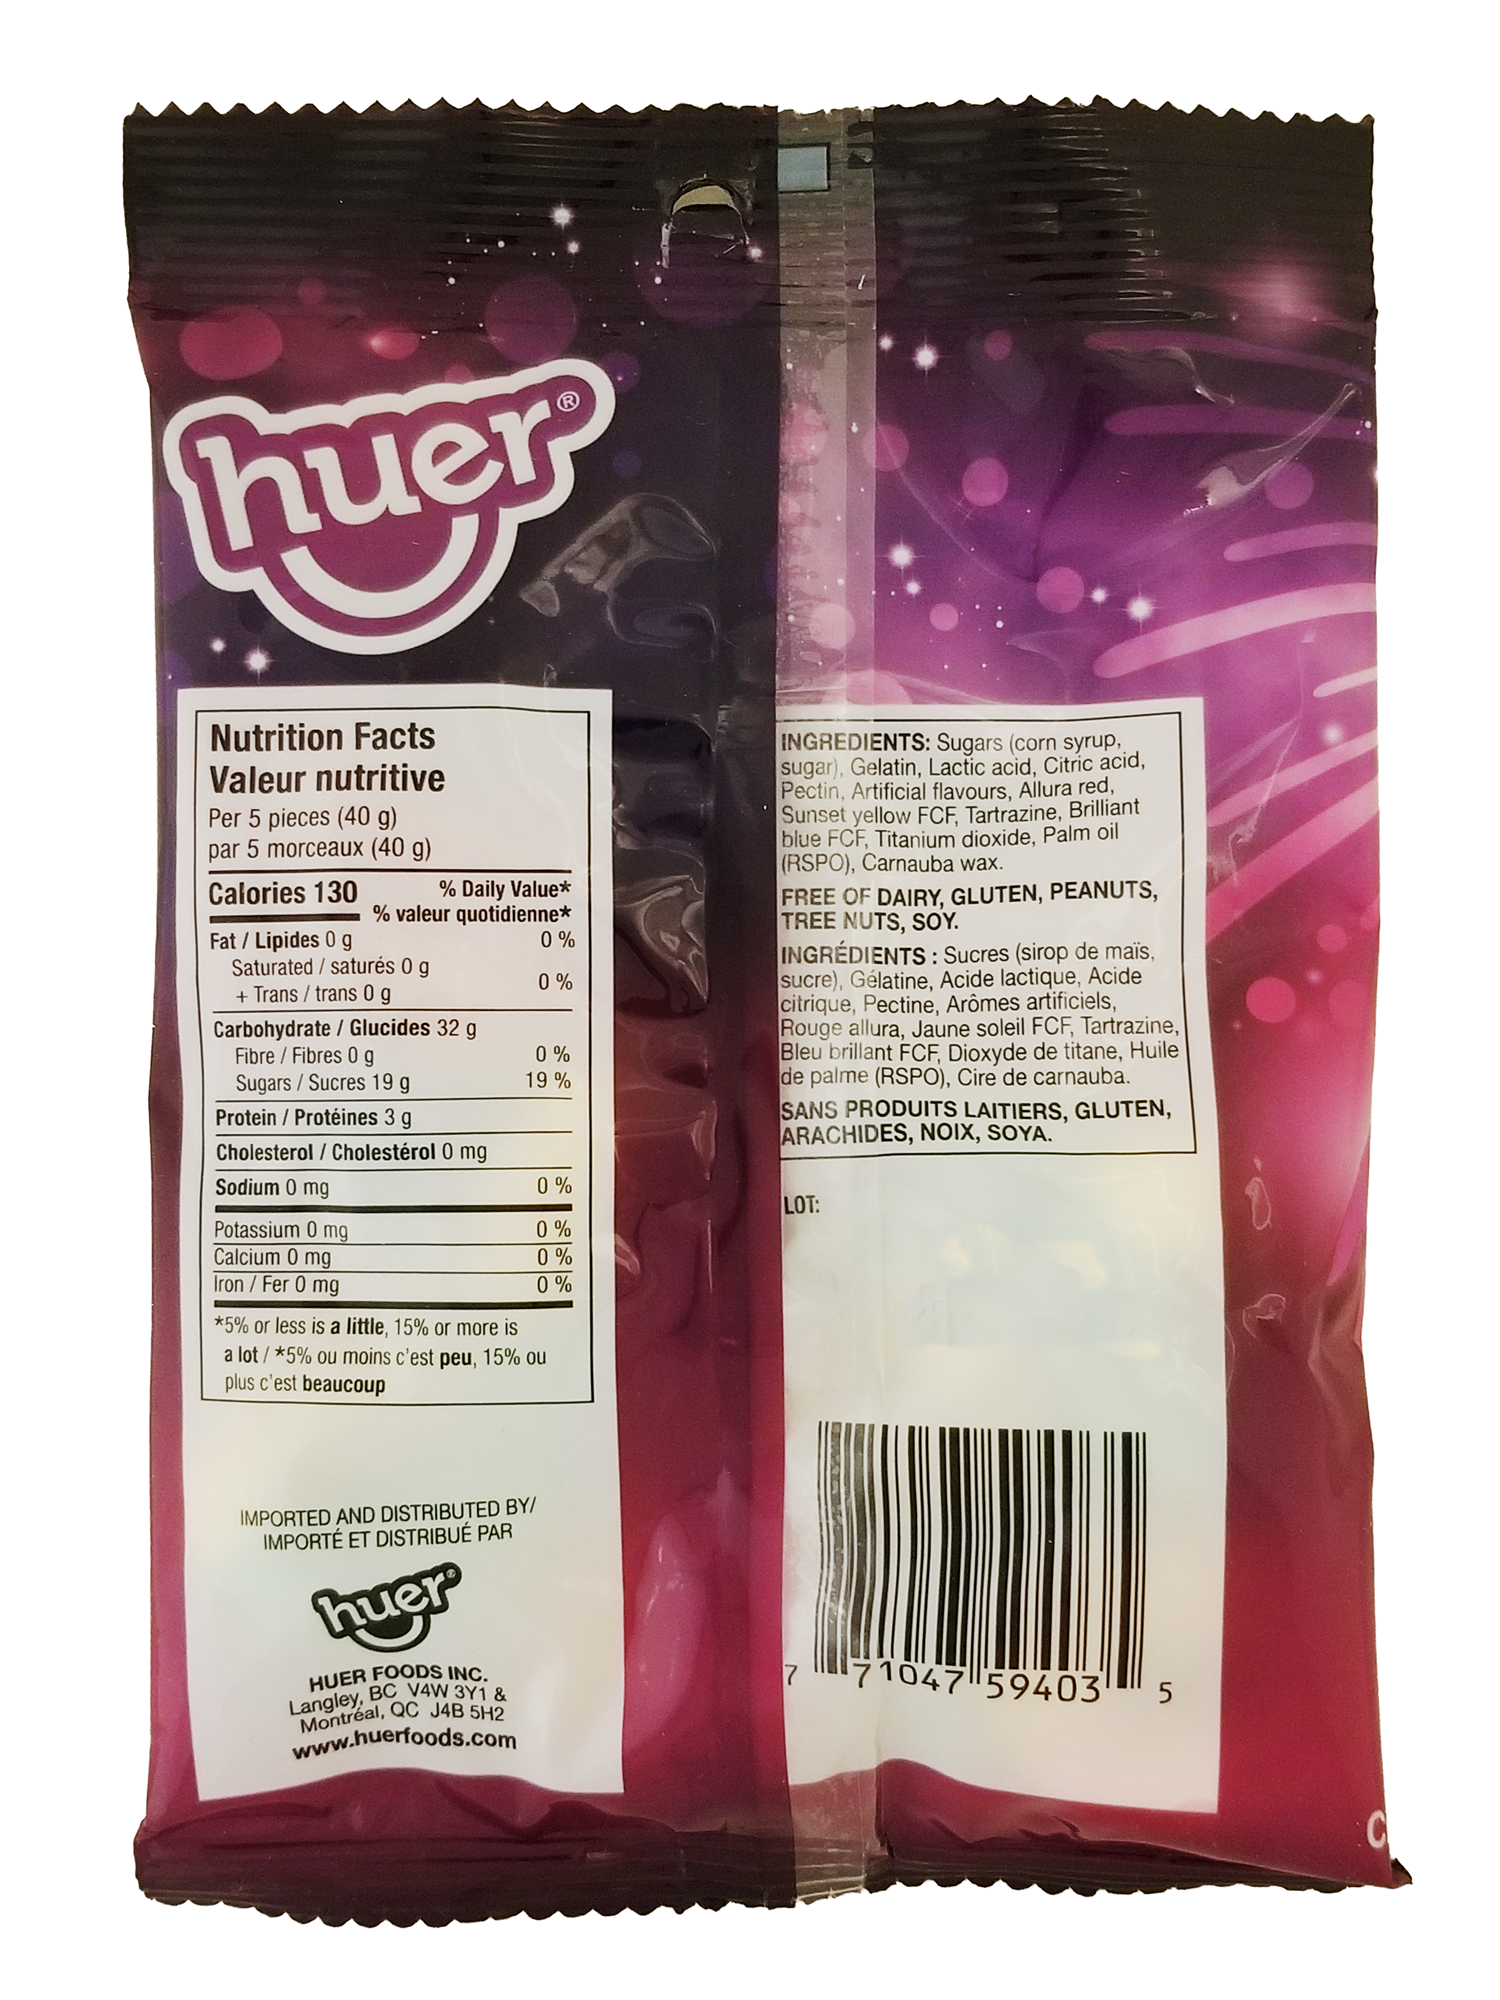 huer®
Nutrition Facts
Valeur nutritive
Per 5 pieces (40 g)
par 5 morceaux (40 g)
Calories 130 % Daily Value*
% valeur quotidienne*
Fat / Lipides 0 g 0 %
Saturated / saturés 0 g
+ Trans / trans 0 g 0 %
Carbohydrate / Glucides 32 g
Fibre / Fibres 0 g 0 %
Sugars / Sucres 19 g 19 %
Protein / Protéines 3 g
Cholesterol / Cholestérol 0 mg
Sodium 0 mg 0 %
Potassium 0 mg 0 %
Calcium 0 mg 0 %
Iron / Fer 0 mg 0 %
*5% or less is a little, 15% or more is
a lot / *5% ou moins c'est peu, 15% ou
plus c'est beaucoup
IMPORTED AND DISTRIBUTED BY/
IMPORTÉ ET DISTRIBUÉ PAR
huer®
HUER FOODS INC.
Langley, BC V4W 3Y1 &
Montréal, QC J4B 5H2
www.huerfoods.com
INGREDIENTS: Sugars (corn syrup,
sugar), Gelatin, Lactic acid, Citric acid,
Pectin, Artificial flavours, Allura red,
Sunset yellow FCF, Tartrazine, Brilliant
blue FCF, Titanium dioxide, Palm oil
(RSPO), Carnauba wax.
FREE OF DAIRY, GLUTEN, PEANUTS,
TREE NUTS, SOY.
INGRÉDIENTS : Sucres (sirop de maïs,
sucre), Gélatine, Acide lactique, Acide
citrique, Pectine, Arômes artificiels,
Rouge allura, Jaune soleil FCF, Tartrazine,
Bleu brillant FCF, Dioxyde de titane, Huile
de palme (RSPO), Cire de carnauba.
SANS PRODUITS LAITIERS, GLUTEN,
ARACHIDES, NOIX, SOYA.
LOT:
7 71047 59403 5
C